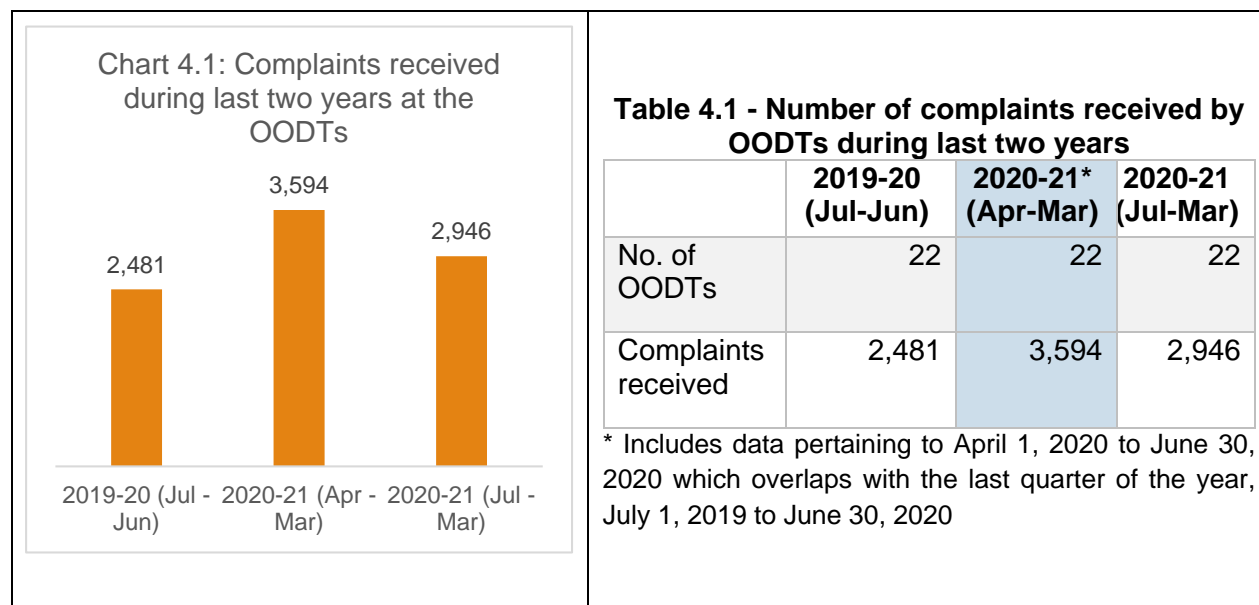 Chart 4.1: Complaints received
during last two years at the
OODTs
2,481
3,594
2,946
2019-20 (Jul -
Jun)
2020-21 (Apr -
Mar)
2020-21 (Jul -
Mar)
Table 4.1 - Number of complaints received by
OODTs during last two years
2019-20
(Jul-Jun)
2020-21*
(Apr-Mar)
2020-21
(Jul-Mar)
No. of
OODTs
22
22
22
Complaints
received
2,481
3,594
2,946
* Includes data pertaining to April 1, 2020 to June 30,
2020 which overlaps with the last quarter of the year,
July 1, 2019 to June 30, 2020